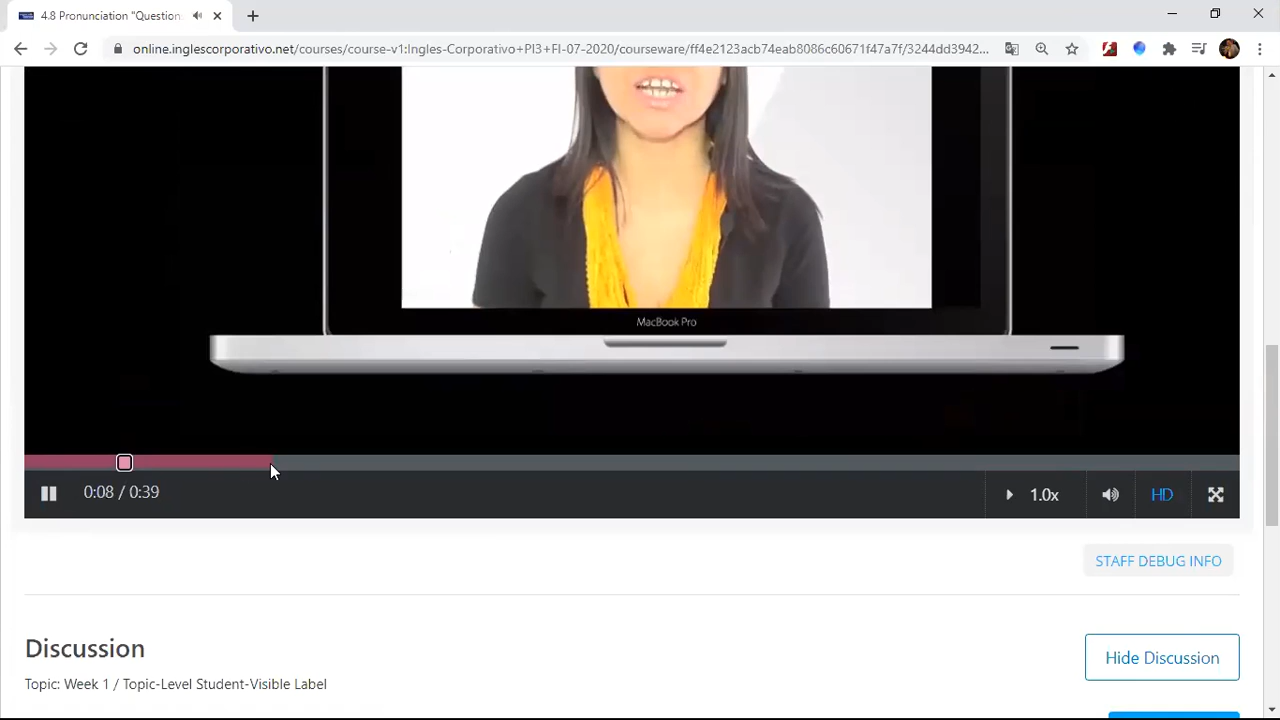 4.8 Pronunciation "Question
online.inglescorporativo.net/courses/course-v1:Ingles-Corporativo+PI3+FI-07-2020/courseware/ff4e2123acb74eab8086c60671f47a7f/3244dd3942...
MacBook Pro
0:08 / 0:39
1.0x
HD
STAFF DEBUG INFO
Discussion
Hide Discussion
Topic: Week 1 / Topic-Level Student-Visible Label